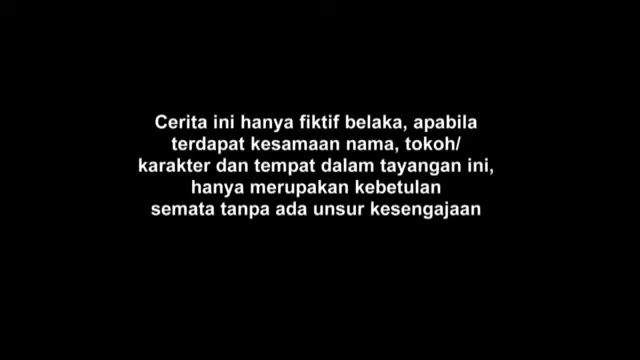 Cerita ini hanya fiktif belaka, apabila
terdapat kesamaan nama, tokoh/
karakter dan tempat dalam tayangan ini,
hanya merupakan kebetulan
semata tanpa ada unsur kesengajaan